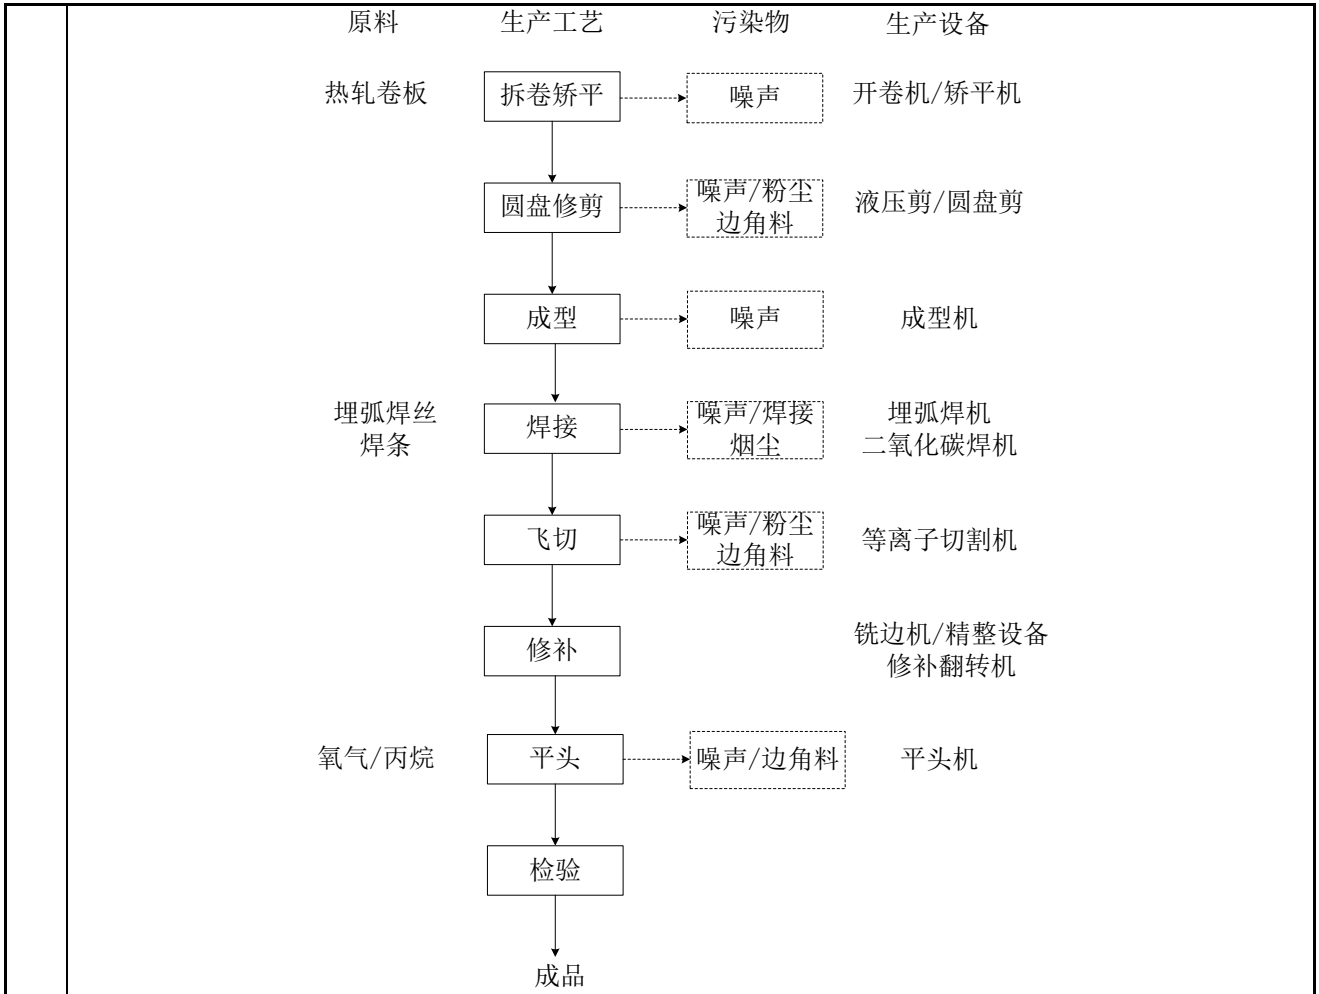 原料 生产工艺 污染物 生产设备
热轧卷板 拆卷矫平 噪声 开卷机/矫平机
圆盘修剪 噪声/粉尘 液压剪/圆盘剪
边角料
成型 噪声 成型机
埋弧焊丝 焊接 噪声/焊接 埋弧焊机
焊条 烟尘 二氧化碳焊机
飞切 噪声/粉尘 等离子切割机
边角料
修补 铣边机/精整设备
修补翻转机
氧气/丙烷 平头 噪声/边角料 平头机
检验
成品